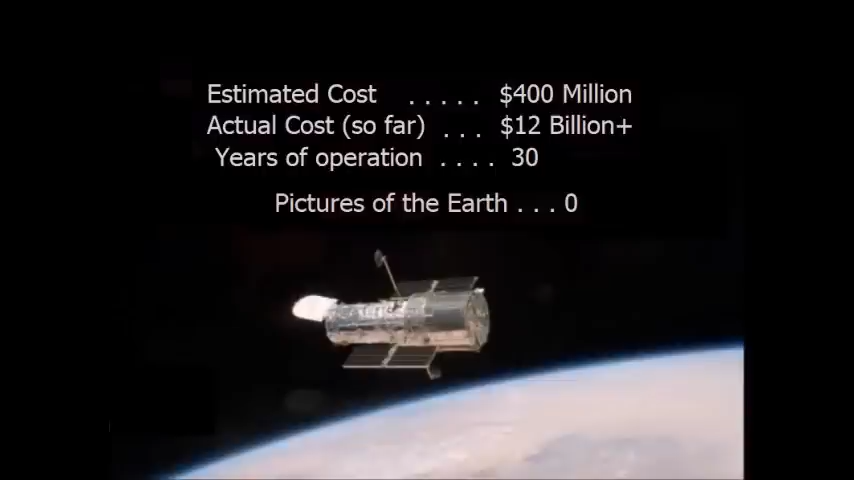 Estimated Cost ..... $400 Million
Actual Cost (so far) ... $12 Billion+
Years of operation .... 30
Pictures of the Earth ... 0